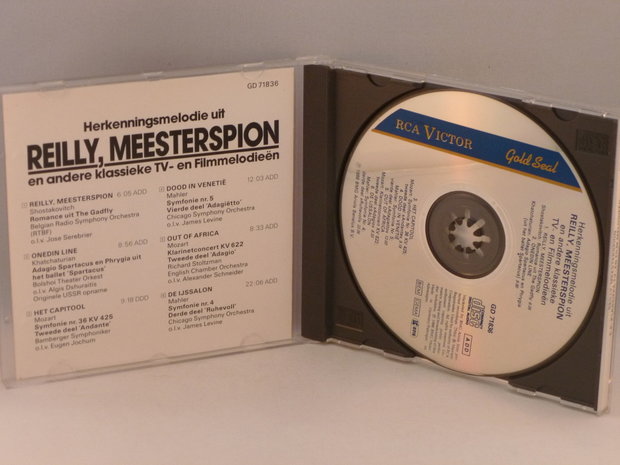 GD 71836
Herkenningsmelodie uit
REILLY, MEESTERSPION
en andere klassieke TV- en Filmmelodieën
REILLY. MEESTERSPION 6:05 ADD
Shostakovitch
Romance uit The Gadfly
Belgian Radio Symphony Orchestra
(RTBF)
o.l.v. Jose Serebrier
ONEDIN LINE 8.56 ADD
Khatchaturian
Adagio Spartacus en Phrygia uit
het ballet 'Spartacus'
Bolshoi Theater Orkest
o.l.v. Algis Dshuraitis
Originele USSR opname
HET CAPITOOL 9.18 DDD
Mozart
Symfonie nr. 36 KV 425
Tweede deel 'Andante'
Bamberger Symphoniker
o.l.v. Eugen Jochum
DOOD IN VENETIË 12.03 ADD
Mahler
Symfonie nr. 5
Vierde deel 'Adagiëtto'
Chicago Symphony Orchestra
o.l.v. James Levine
OUT OF AFRICA 8.33 ADD
Mozart
Klarinetconcert KV 622
Tweede deel 'Adagio'
Richard Stoltzman
English Chamber Orchestra
o.l.v. Alexander Schneider
DE IJSSALON 22.06 ADD
Mahler
Symfonie nr. 4
Derde deel 'Ruhevoll'
Chicago Symphony Orchestra
o.l.v. James Levine
RCA VICTOR
Gold Seal
Herkenningsmelodie uit
REILLY, MEESTERSPION
en andere klassieke
TV- en Filmmelodieën
GD 71836
ADD